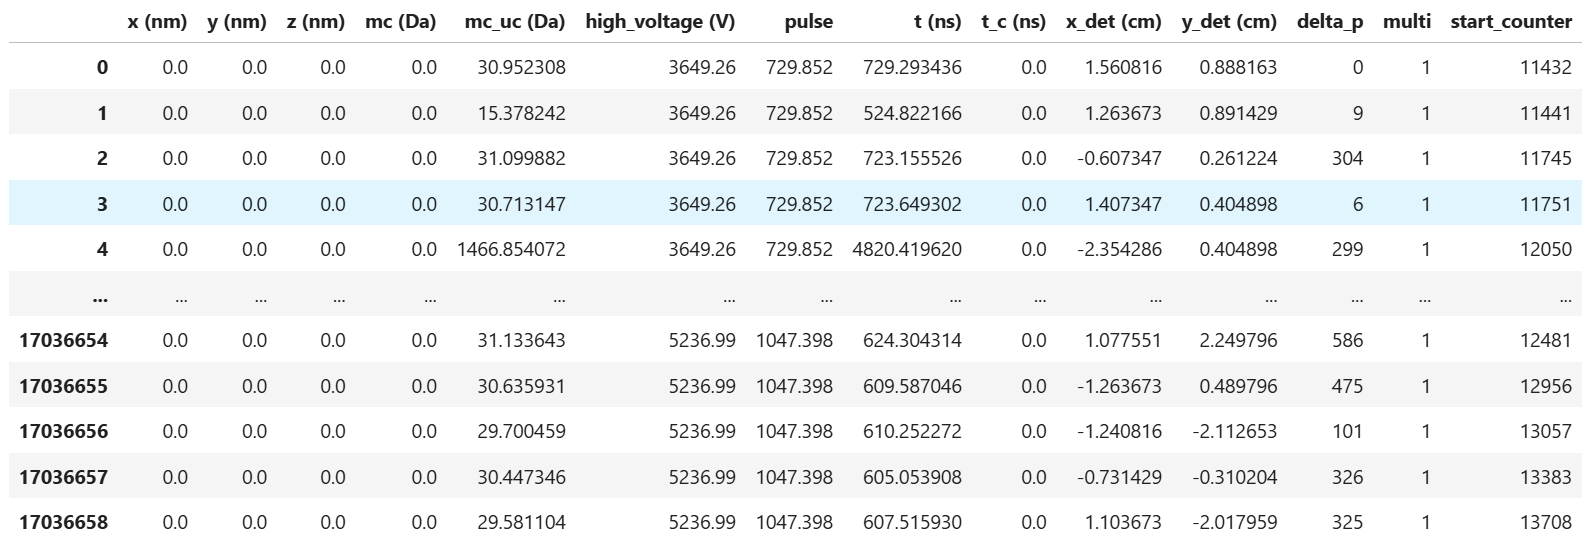 x (nm) y (nm) z (nm) mc (Da) mc_uc (Da) high_voltage (V) pulse t (ns) t_c (ns) x_det (cm) y_det (cm) delta_p multi start_counter
0 0.0 0.0 0.0 0.0 30.952308 3649.26 729.852 729.293436 0.0 1.560816 0.888163 0 1 11432
1 0.0 0.0 0.0 0.0 15.378242 3649.26 729.852 524.822166 0.0 1.263673 0.891429 9 1 11441
2 0.0 0.0 0.0 0.0 31.099882 3649.26 729.852 723.155526 0.0 -0.607347 0.261224 304 1 11745
3 0.0 0.0 0.0 0.0 30.713147 3649.26 729.852 723.649302 0.0 1.407347 0.404898 6 1 11751
4 0.0 0.0 0.0 0.0 1466.854072 3649.26 729.852 4820.419620 0.0 -2.354286 0.404898 299 1 12050
... ... ... ... ... ... ... ... ... ... ... ... ... ... ...
17036654 0.0 0.0 0.0 0.0 31.133643 5236.99 1047.398 624.304314 0.0 1.077551 2.249796 586 1 12481
17036655 0.0 0.0 0.0 0.0 30.635931 5236.99 1047.398 609.587046 0.0 -1.263673 0.489796 475 1 12956
17036656 0.0 0.0 0.0 0.0 29.700459 5236.99 1047.398 610.252272 0.0 -1.240816 -2.112653 101 1 13057
17036657 0.0 0.0 0.0 0.0 30.447346 5236.99 1047.398 605.053908 0.0 -0.731429 -0.310204 326 1 13383
17036658 0.0 0.0 0.0 0.0 29.581104 5236.99 1047.398 607.515930 0.0 1.103673 -2.017959 325 1 13708